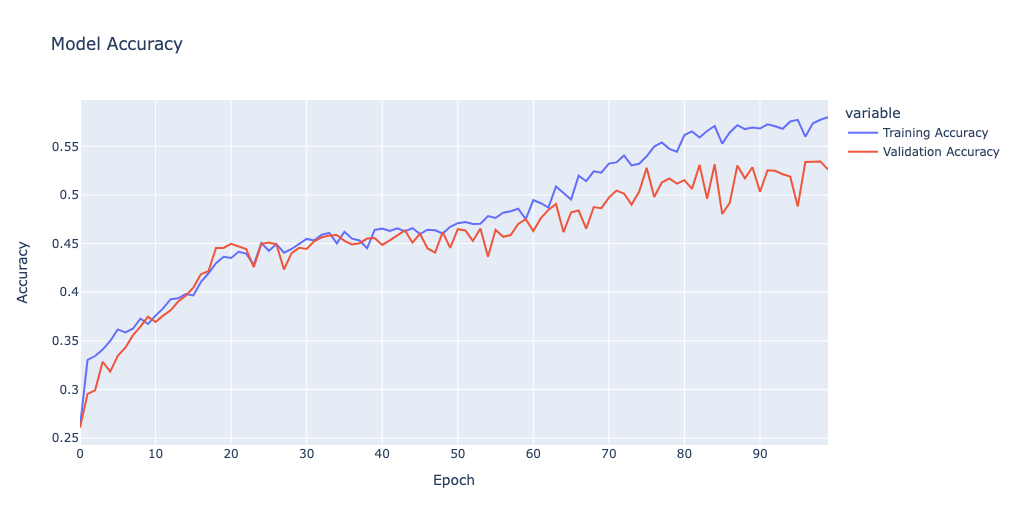 Model Accuracy
variable
Training Accuracy
Validation Accuracy
Accuracy
0.55
0.5
0.45
0.4
0.35
0.3
0.25
0 10 20 30 40 50 60 70 80 90
Epoch